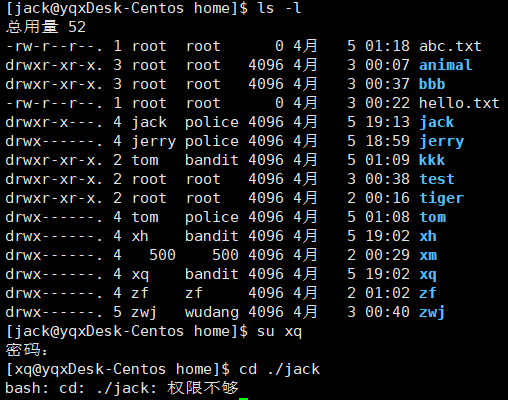 [jack@yqxDesk-Centos home]$ ls -l
总用量 52
-rw-r--r--. 1 root  root      0 4月   5 01:18 abc.txt
drwxr-xr-x. 3 root  root   4096 4月   3 00:07 animal
drwxr-xr-x. 3 root  root   4096 4月   3 00:37 bbb
-rw-r--r--. 1 root  root      0 4月   3 00:22 hello.txt
drwxr-x---. 4 jack  police 4096 4月   5 19:13 jack
drwx------. 4 jerry police 4096 4月   5 18:59 jerry
drwxr-xr-x. 2 tom   bandit 4096 4月   5 01:09 kkk
drwxr-xr-x. 2 root  root   4096 4月   3 00:38 test
drwxr-xr-x. 2 root  root   4096 4月   2 00:16 tiger
drwx------. 4 tom   police 4096 4月   5 01:08 tom
drwx------. 4 xh    bandit 4096 4月   5 19:02 xh
drwx------. 4   500    500 4096 4月   2 00:29 xm
drwx------. 4 xq    bandit 4096 4月   5 19:02 xq
drwx------. 4 zf    zf     4096 4月   2 01:02 zf
drwx------. 5 zwj   wudang 4096 4月   3 00:40 zwj
[jack@yqxDesk-Centos home]$ su xq
密码：
[xq@yqxDesk-Centos home]$ cd ./jack
bash: cd: ./jack: 权限不够